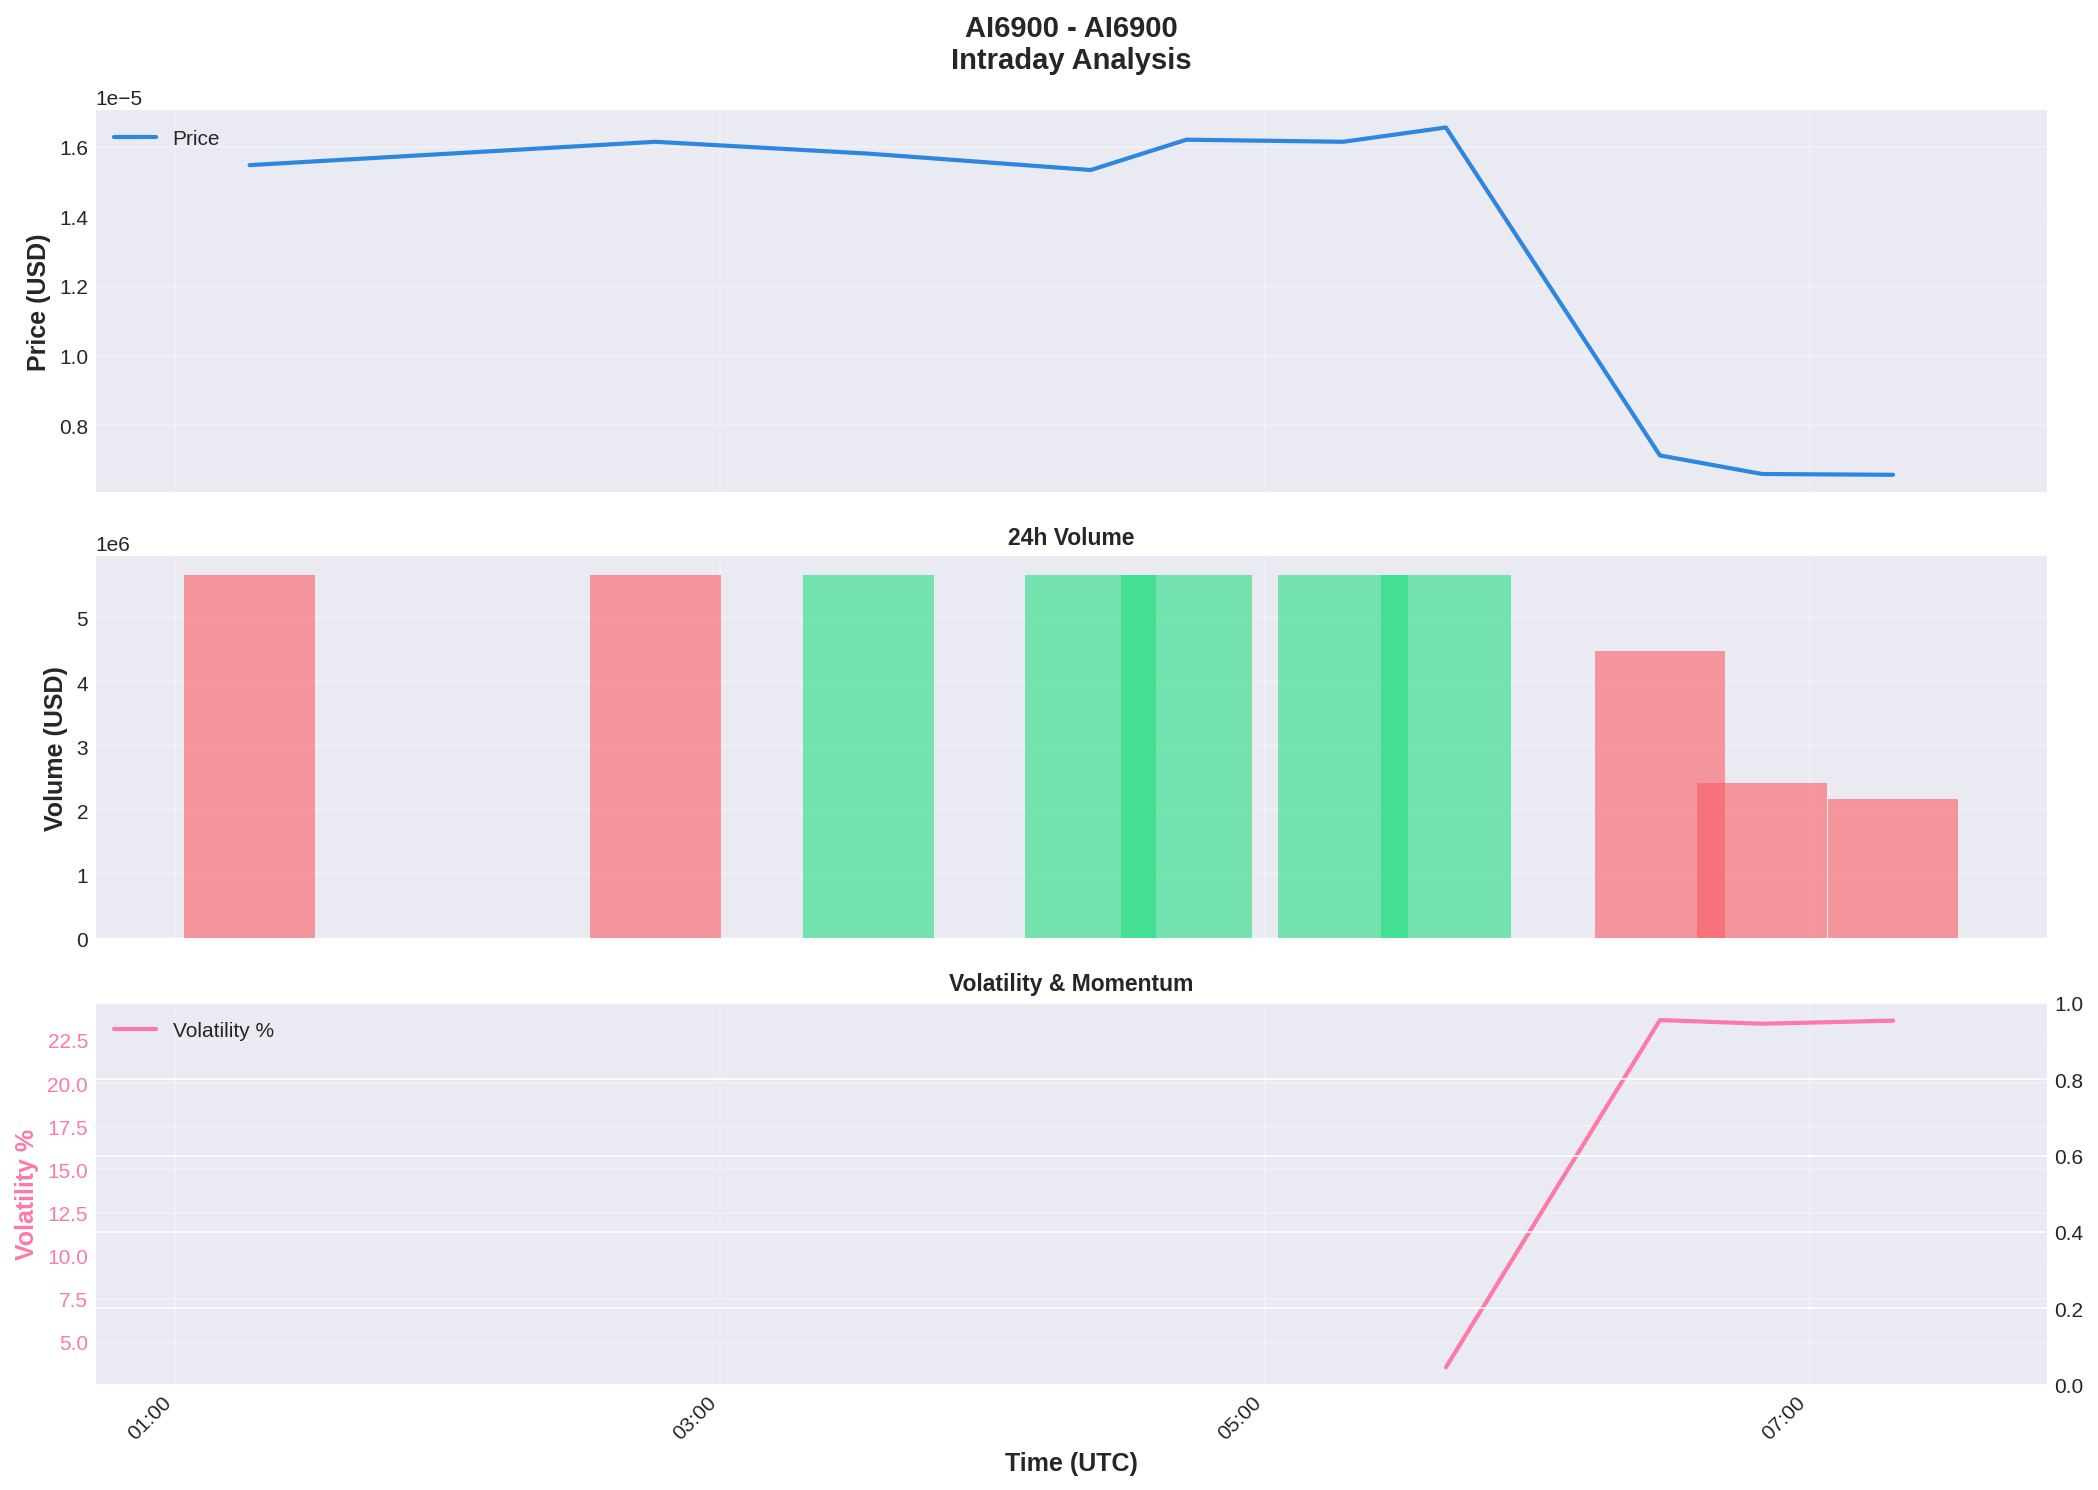 AI6900 - AI6900
Intraday Analysis
1e−5
Price
1.6
1.4
1.2
1.0
0.8
Price (USD)
24h Volume
1e6
5
4
3
2
1
0
Volume (USD)
Volatility & Momentum
Volatility %
22.5
20.0
17.5
15.0
12.5
10.0
7.5
5.0
Volatility %
1.0
0.8
0.6
0.4
0.2
0.0
01:00
03:00
05:00
07:00
Time (UTC)